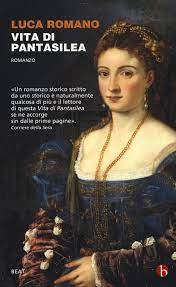 LUCA ROMANO
VITA DI
PANTASILEA
ROMANZO
«Un romanzo storico scritto
da uno storico è naturalmente
qualcosa di più e il lettore
di questa Vita di Pantasilea
se ne accorge
sin dalle prime pagine».
Corriere della Sera
BEAT
b